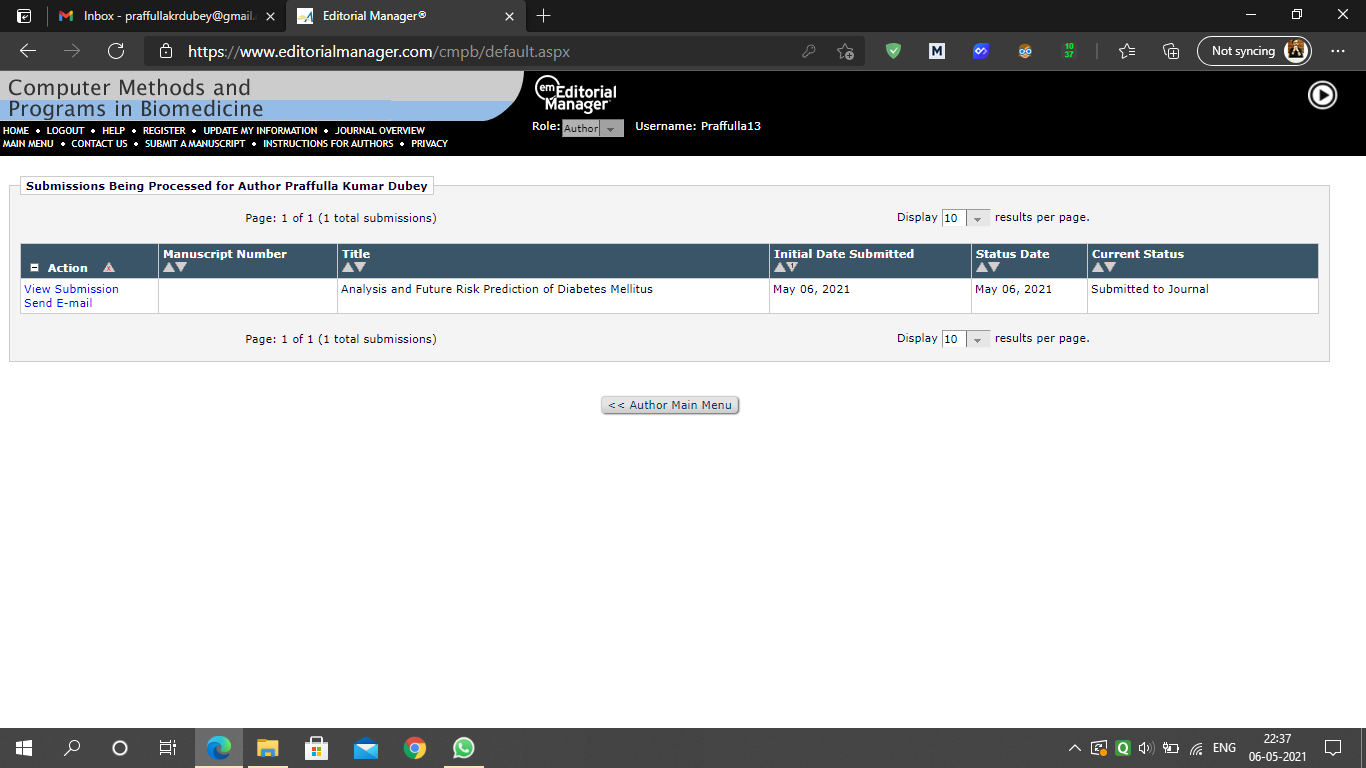 Inbox - praffullakrdubey@gmail.
Editorial Manager®
https://www.editorialmanager.com/cmpb/default.aspx
M
10
37
Not syncing
Computer Methods and
Programs in Biomedicine
em Editorial
Manager®
HOME • LOGOUT • HELP • REGISTER • UPDATE MY INFORMATION • JOURNAL OVERVIEW
MAIN MENU • CONTACT US • SUBMIT A MANUSCRIPT • INSTRUCTIONS FOR AUTHORS • PRIVACY
Role: Author Username: Praffulla13
Submissions Being Processed for Author Praffulla Kumar Dubey
Page: 1 of 1 (1 total submissions) Display 10 results per page.
Action Manuscript Number Title Initial Date Submitted Status Date Current Status
View Submission Analysis and Future Risk Prediction of Diabetes Mellitus May 06, 2021 May 06, 2021 Submitted to Journal
Send E-mail
Page: 1 of 1 (1 total submissions) Display 10 results per page.
<< Author Main Menu
Q
ENG
22:37
06-05-2021